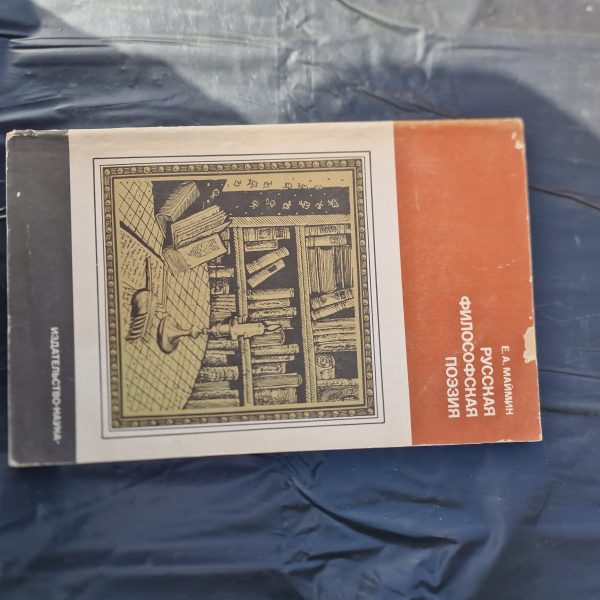 Е. А. МАЙМИН
РУССКАЯ
ФИЛОСОФСКАЯ
ПОЭЗИЯ
ИЗДАТЕЛЬСТВО«НАУКА»